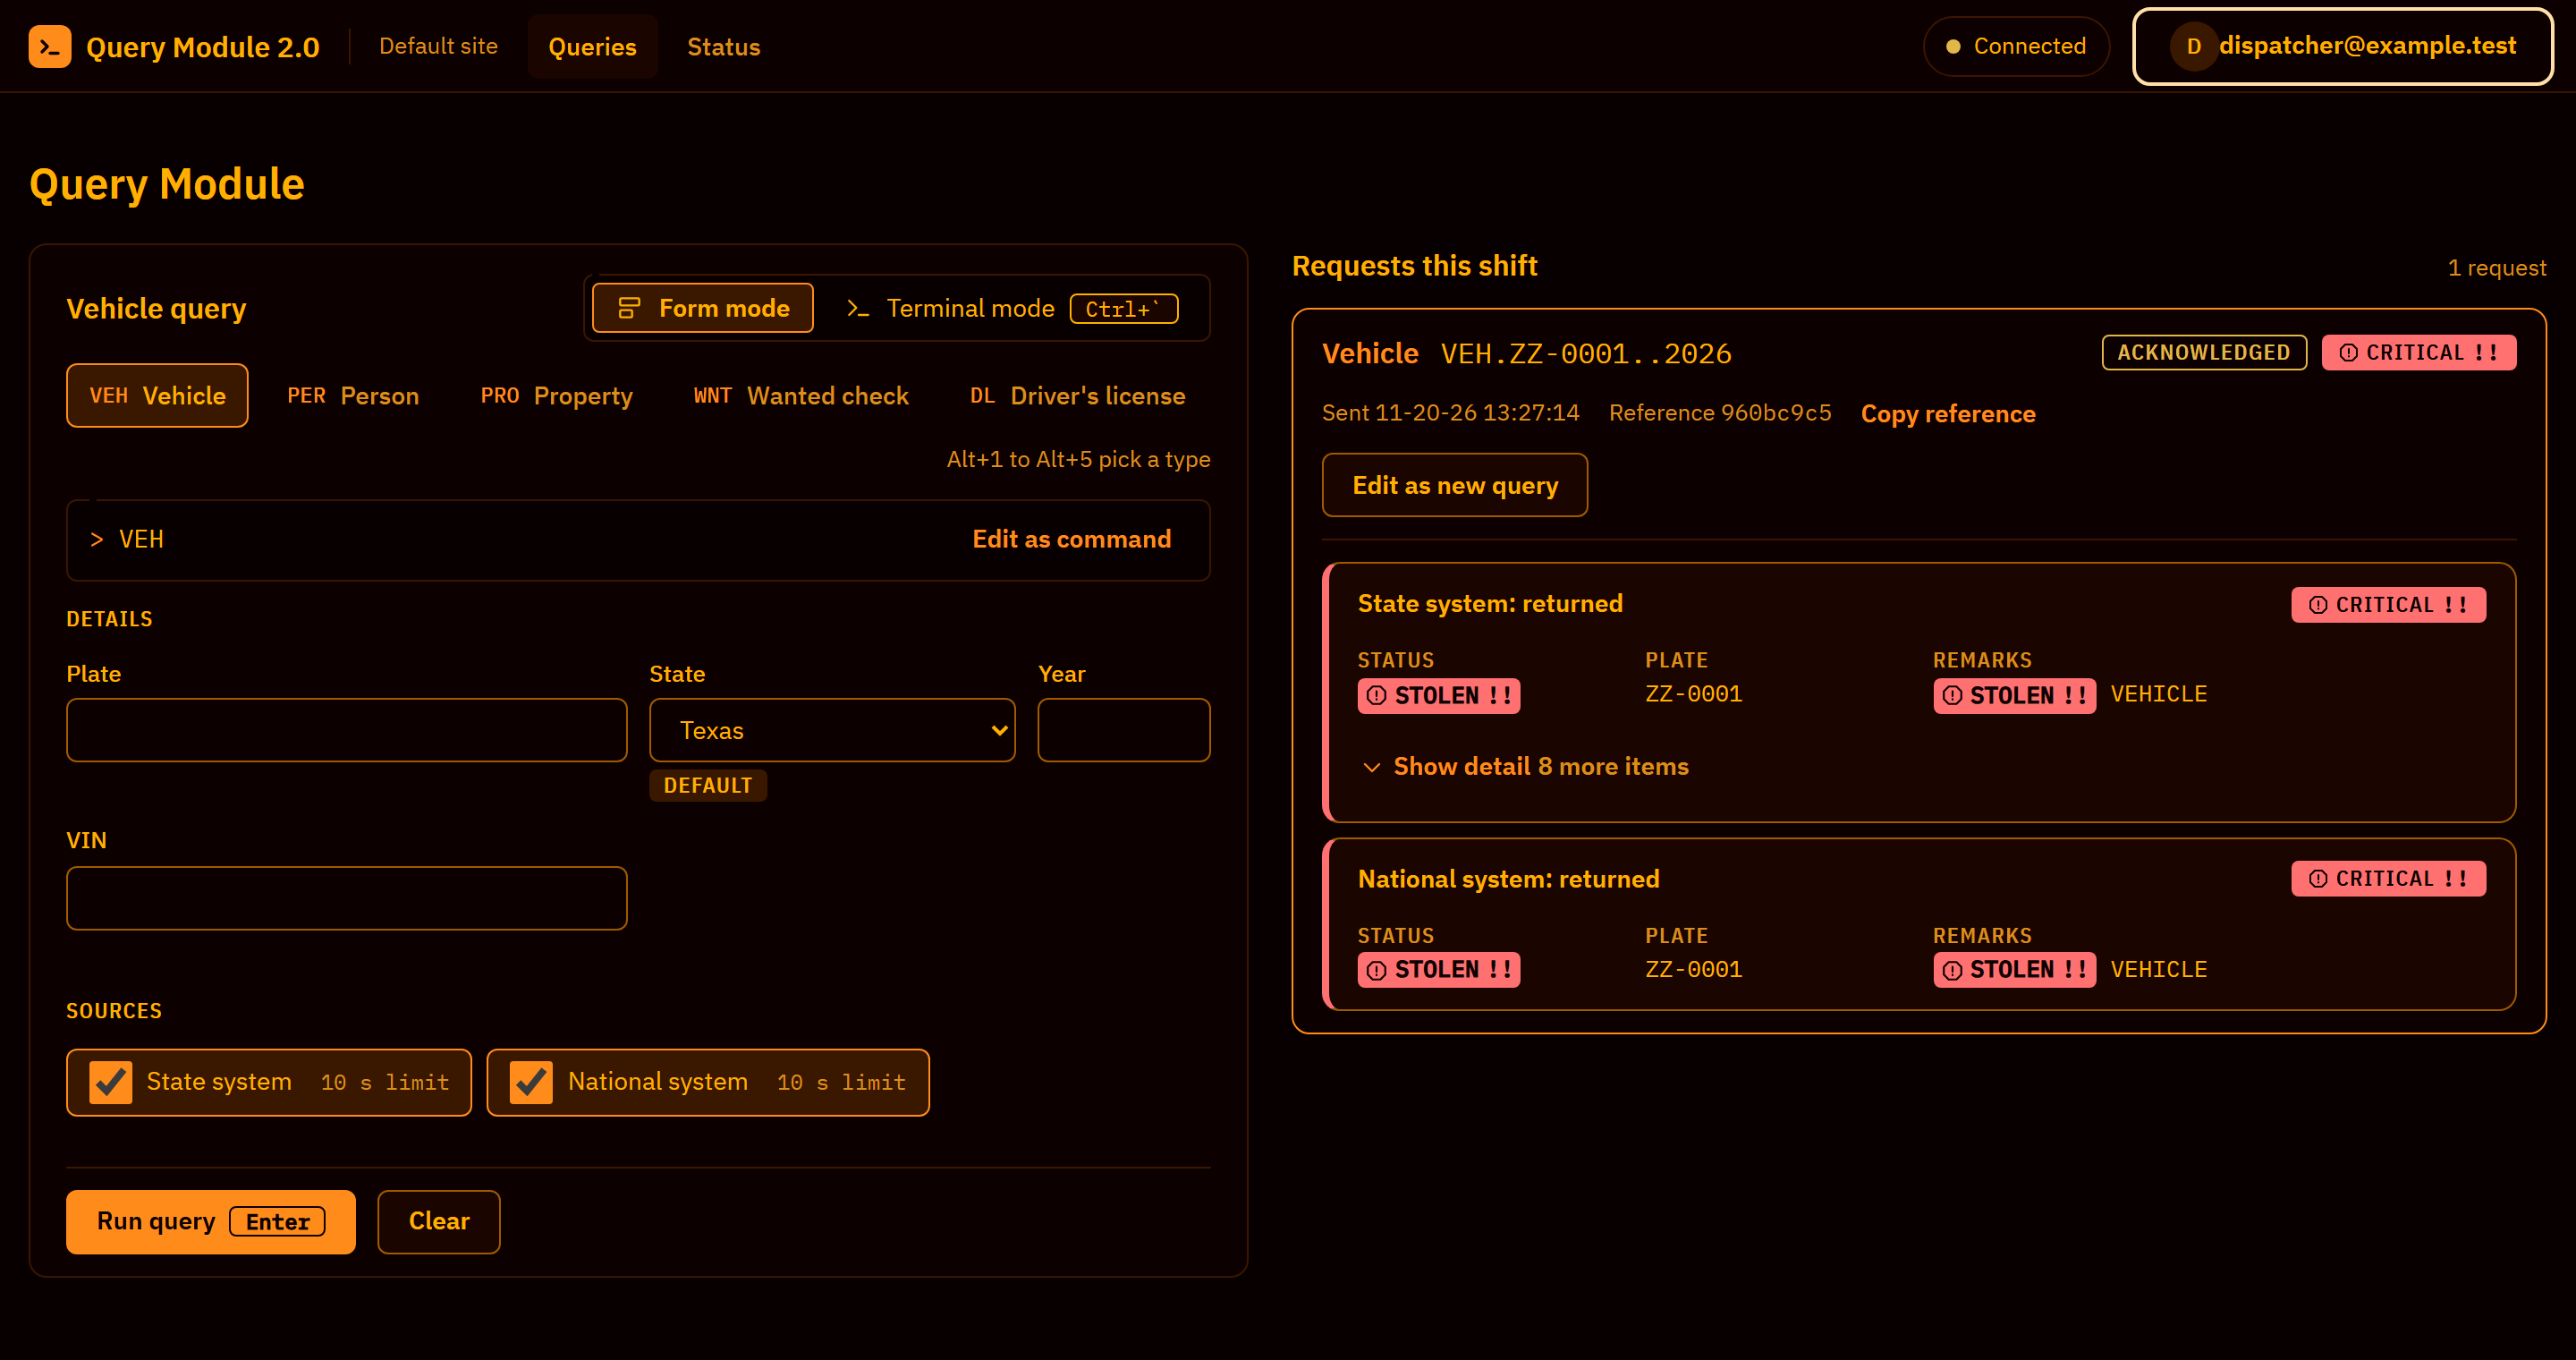 Query Module 2.0
Default site
Queries
Status
Connected
D dispatcher@example.test
Query Module
Vehicle query
Form mode
Terminal mode Ctrl+`
VEH Vehicle
PER Person
PRO Property
WNT Wanted check
DL Driver's license
Alt+1 to Alt+5 pick a type
> VEH
Edit as command
DETAILS
Plate
State
Year
Texas
DEFAULT
VIN
SOURCES
State system 10 s limit
National system 10 s limit
Run query Enter
Clear
Requests this shift
1 request
Vehicle VEH.ZZ-0001..2026
ACKNOWLEDGED
CRITICAL !!
Sent 11-20-26 13:27:14
Reference 960bc9c5
Copy reference
Edit as new query
State system: returned
CRITICAL !!
STATUS
PLATE
REMARKS
STOLEN !!
ZZ-0001
STOLEN !! VEHICLE
Show detail 8 more items
National system: returned
CRITICAL !!
STATUS
PLATE
REMARKS
STOLEN !!
ZZ-0001
STOLEN !! VEHICLE